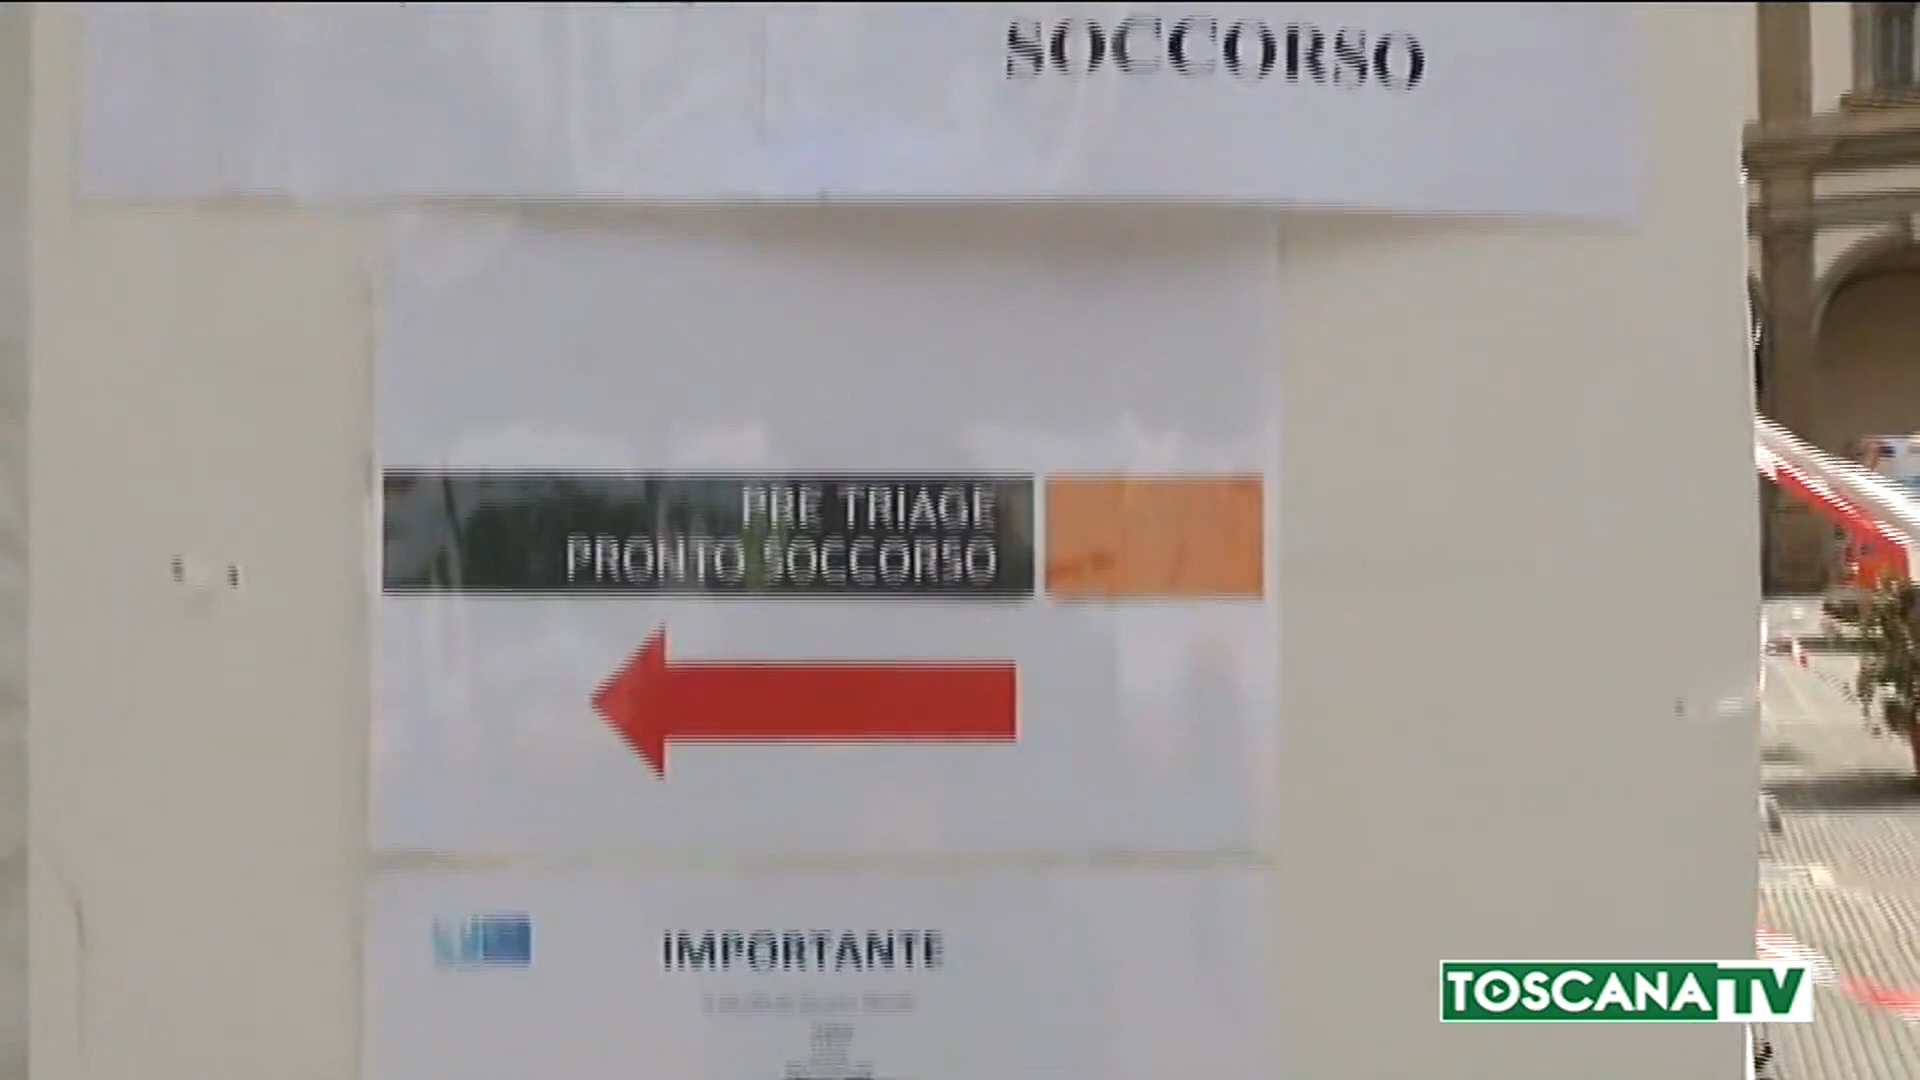 SOCCORSO
PRE TRIAGE
PRONTO SOCCORSO
IMPORTANTE
TOSCANA TV